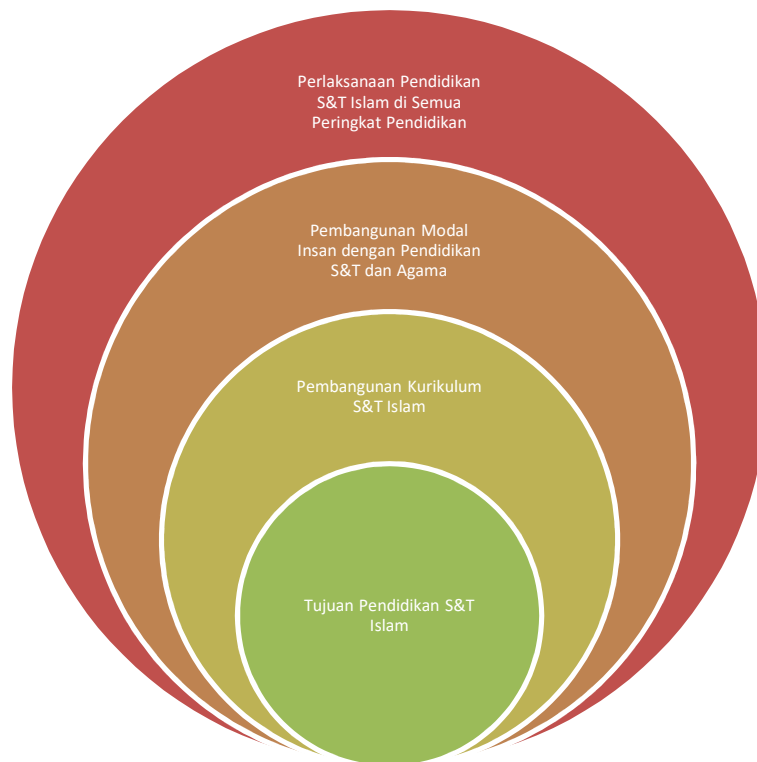 Perlaksanaan Pendidikan
S&T Islam di Semua
Peringkat Pendidikan
Pembangunan Modal
Insan dengan Pendidikan
S&T dan Agama
Pembangunan Kurikulum
S&T Islam
Tujuan Pendidikan S&T
Islam